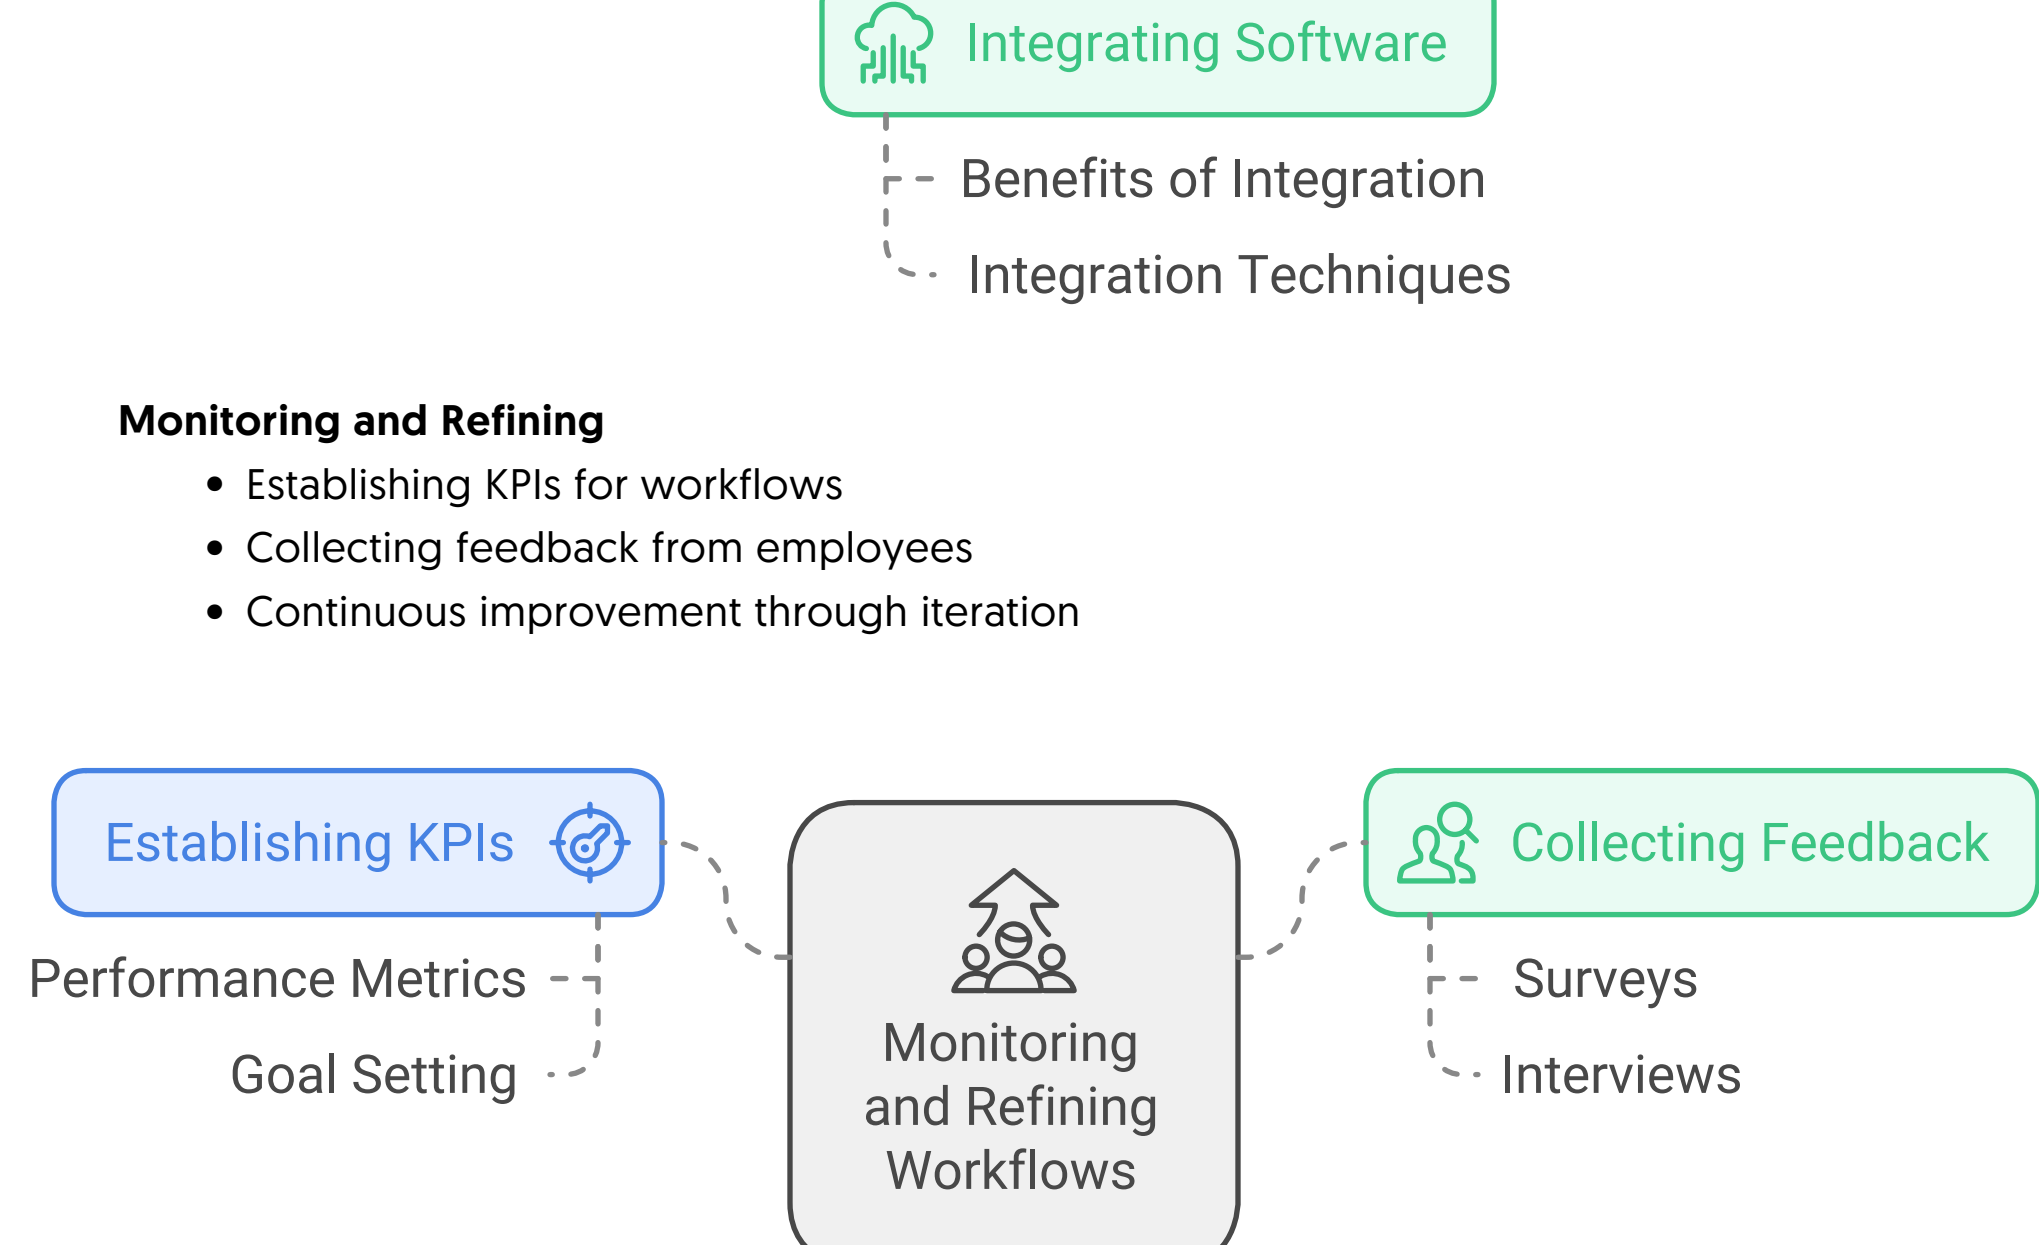 Integrating Software
Benefits of Integration
Integration Techniques
Monitoring and Refining
• Establishing KPIs for workflows
• Collecting feedback from employees
• Continuous improvement through iteration
Establishing KPIs
Performance Metrics
Goal Setting
Monitoring
and Refining
Workflows
Collecting Feedback
Surveys
Interviews